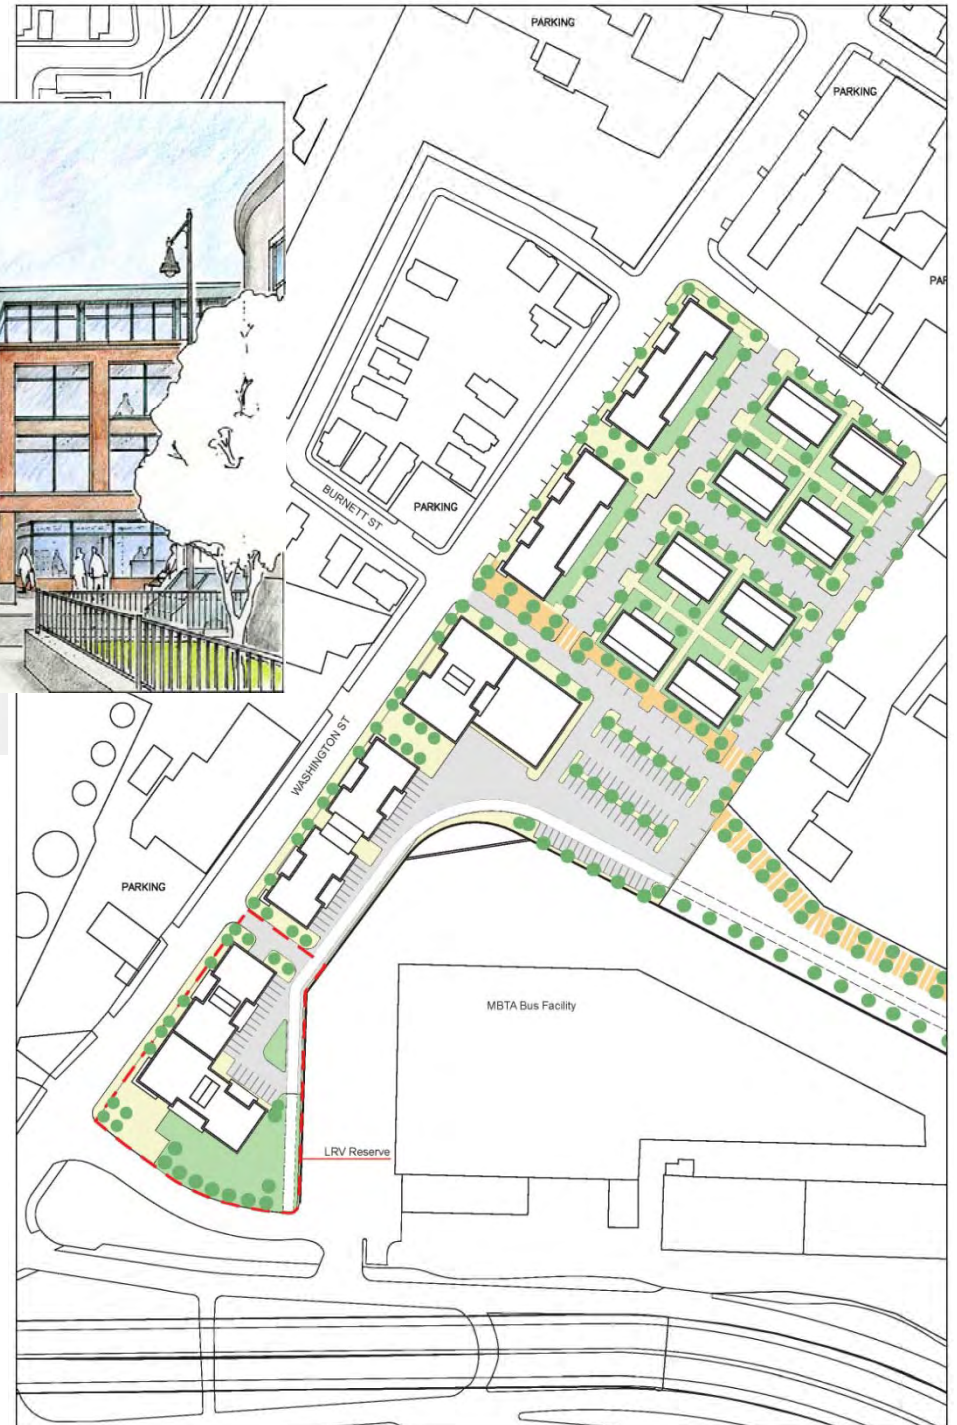 PARKING
PARKING
PAR
BURNETT ST
PARKING
WASHINGTON ST
PARKING
MBTA Bus Facility
LRV Reserve